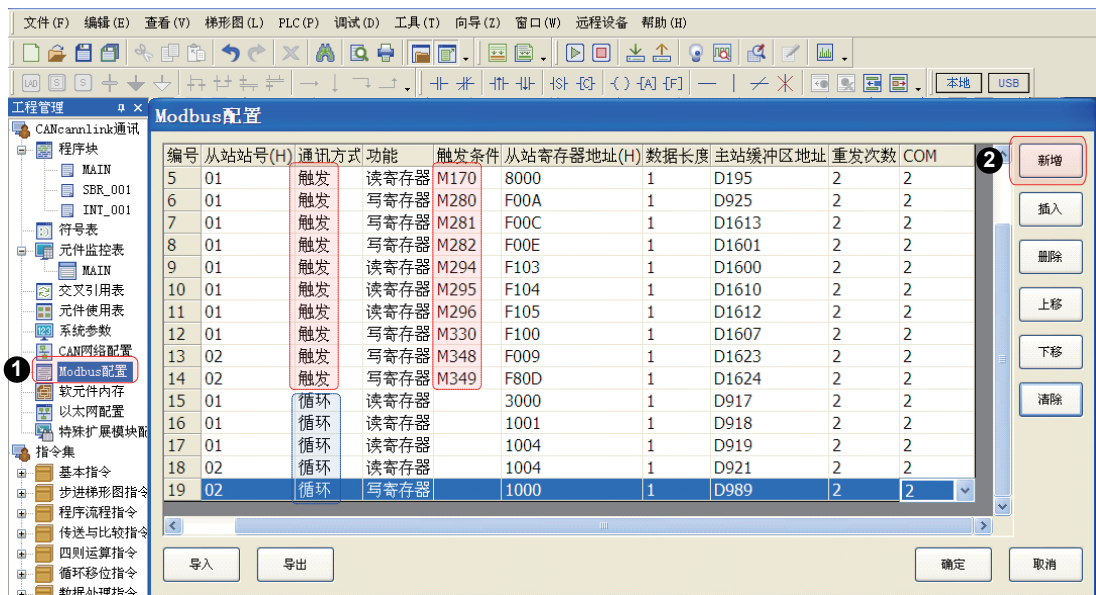 文件(F) 编辑(E) 查看(V) 梯形图(L) PLC(P) 调试(D) 工具(T) 向导(Z) 窗口(W) 远程设备 帮助(H)
本地 USB
工程管理
CANcannlink通讯
程序块
MAIN
SBR_001
INT_001
符号表
元件监控表
MAIN
交叉引用表
元件使用表
系统参数
CAN网络配置
1 Modbus配置
软元件内存
以太网配置
特殊扩展模块配
指令集
基本指令
步进梯形图指令
程序流程指令
传送与比较指令
四则运算指令
循环移位指令
数据处理指令
Modbus配置
编号 从站站号(H) 通讯方式 功能 触发条件 从站寄存器地址(H) 数据长度 主站缓冲区地址 重发次数 COM
5 01 触发 读寄存器 M170 8000 1 D195 2 2
6 01 触发 写寄存器 M280 F00A 1 D925 2 2
7 01 触发 写寄存器 M281 F00C 1 D1613 2 2
8 01 触发 写寄存器 M282 F00E 1 D1601 2 2
9 01 触发 读寄存器 M294 F103 1 D1600 2 2
10 01 触发 读寄存器 M295 F104 1 D1610 2 2
11 01 触发 读寄存器 M296 F105 1 D1612 2 2
12 01 触发 写寄存器 M330 F100 1 D1607 2 2
13 02 触发 写寄存器 M348 F009 1 D1623 2 2
14 02 触发 写寄存器 M349 F80D 1 D1624 2 2
15 01 循环 读寄存器 3000 1 D917 2 2
16 01 循环 读寄存器 1001 1 D918 2 2
17 01 循环 读寄存器 1004 1 D919 2 2
18 02 循环 读寄存器 1004 1 D921 2 2
19 02 循环 写寄存器 1000 1 D989 2 2
2 新增
插入
删除
上移
下移
清除
导入 导出 确定 取消